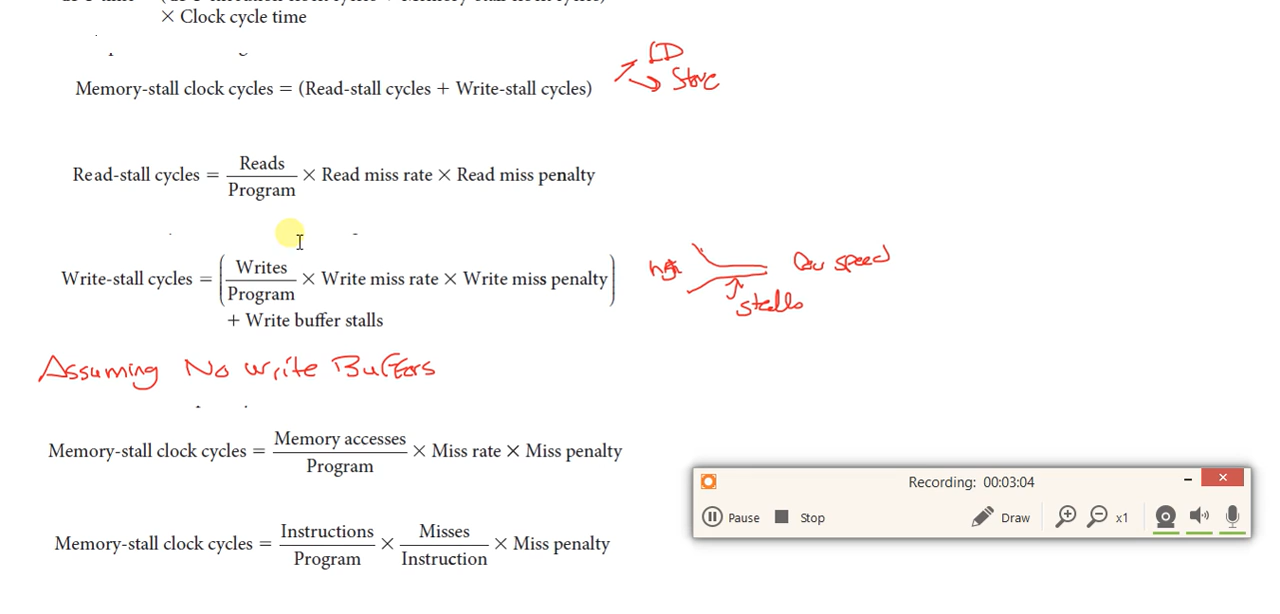 × Clock cycle time
LD
Memory-stall clock cycles = (Read-stall cycles + Write-stall cycles)
Store
Read-stall cycles = Reads/Program × Read miss rate × Read miss penalty
Write-stall cycles = (Writes/Program × Write miss rate × Write miss penalty)
+ Write buffer stalls
low speed
stalls
Assuming No write Buffers
Memory-stall clock cycles = Memory accesses/Program × Miss rate × Miss penalty
Memory-stall clock cycles = Instructions/Program × Misses/Instruction × Miss penalty
Recording: 00:03:04
Pause Stop Draw x1